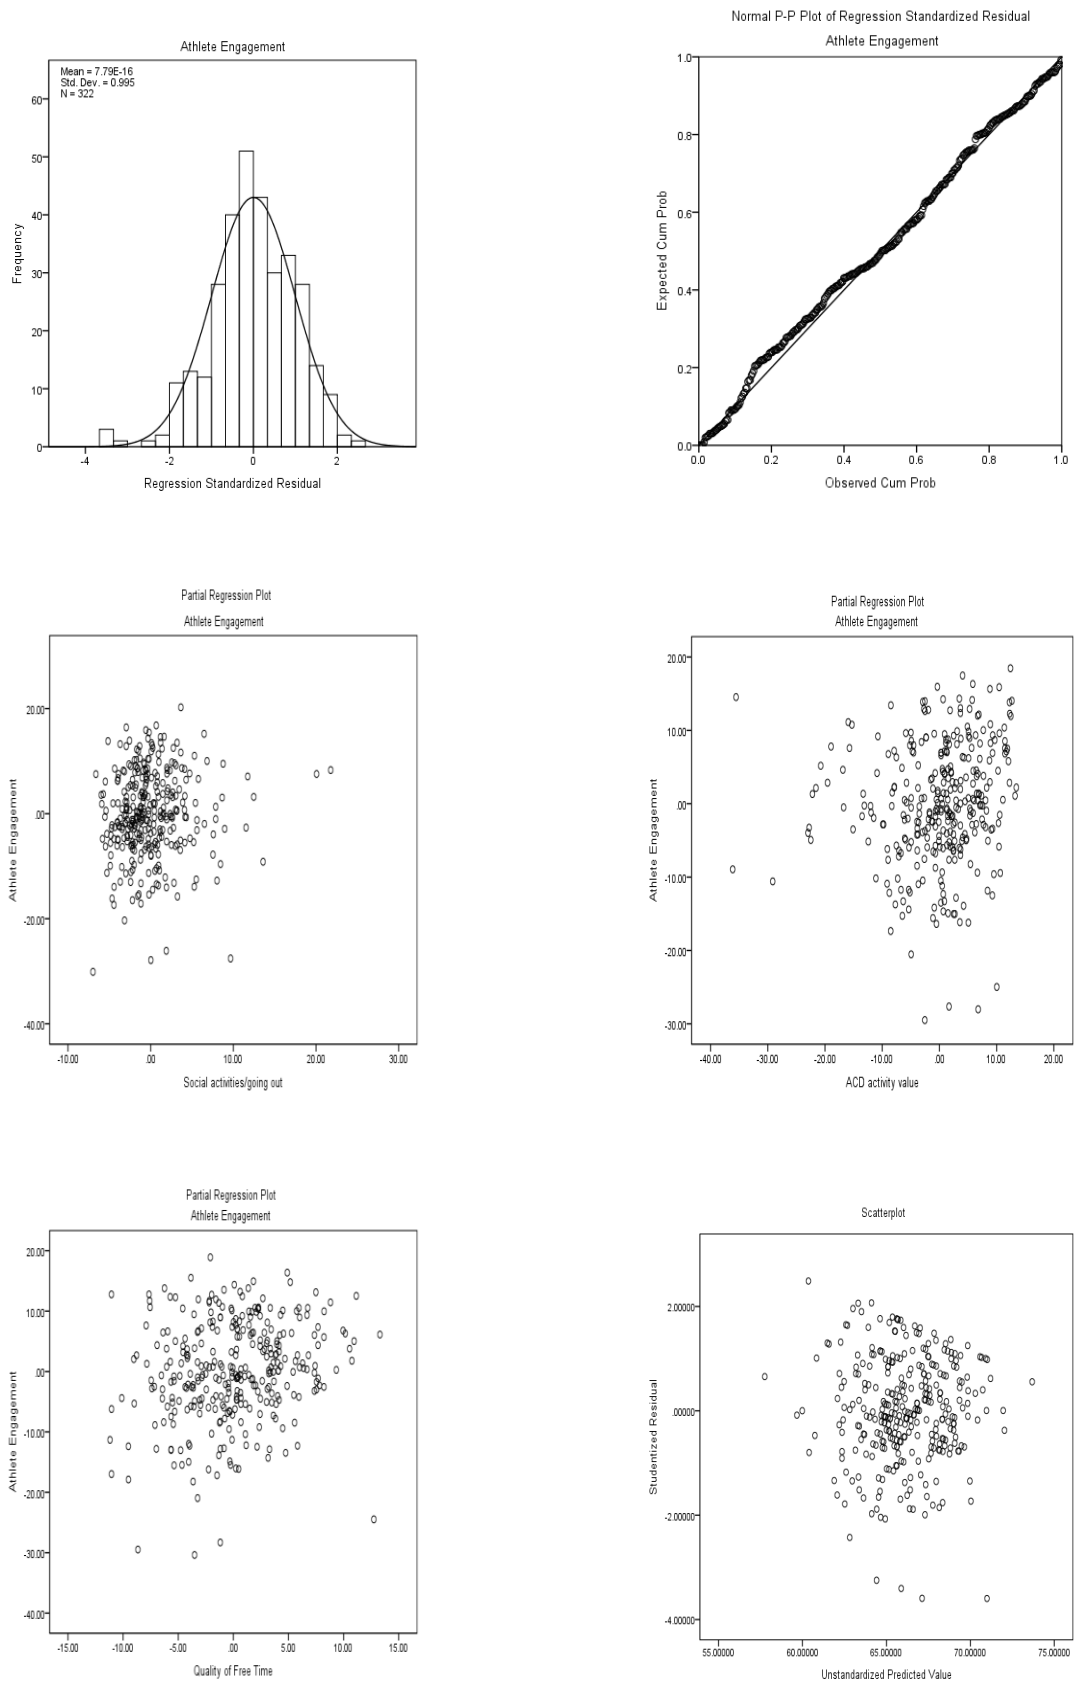 Athlete Engagement
Mean = 7.79E-16
Std. Dev. = 0.995
N = 322
Frequency
60
50
40
30
20
10
0
-4
-2
0
2
Regression Standardized Residual
Normal P-P Plot of Regression Standardized Residual
Athlete Engagement
Expected Cum Prob
1.0
0.8
0.6
0.4
0.2
0.0
0.0
0.2
0.4
0.6
0.8
1.0
Observed Cum Prob
Partial Regression Plot
Athlete Engagement
Athlete Engagement
20.00
.00
-20.00
-40.00
-10.00
.00
10.00
20.00
30.00
Social activities/going out
Partial Regression Plot
Athlete Engagement
Athlete Engagement
20.00
10.00
.00
-10.00
-20.00
-30.00
-40.00
-30.00
-20.00
-10.00
.00
10.00
20.00
ACD activity value
Partial Regression Plot
Athlete Engagement
Athlete Engagement
20.00
10.00
.00
-10.00
-20.00
-30.00
-40.00
-15.00
-10.00
-5.00
.00
5.00
10.00
15.00
Quality of Free Time
Scatterplot
Studentized Residual
2.00000
.00000
-2.00000
-4.00000
55.00000
60.00000
65.00000
70.00000
75.00000
Unstandardized Predicted Value